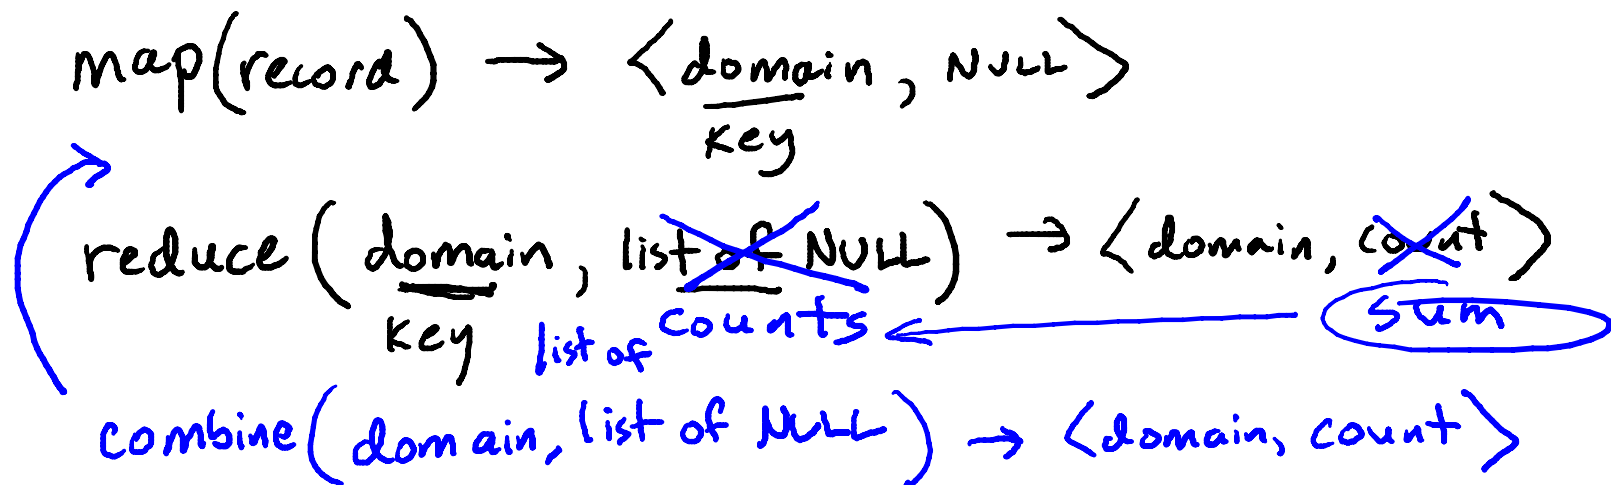 map(record) → <domain, NULL>
key
reduce(domain, list of NULL) → <domain, count>
key list of counts ← sum
combine(domain, list of NULL) → <domain, count>